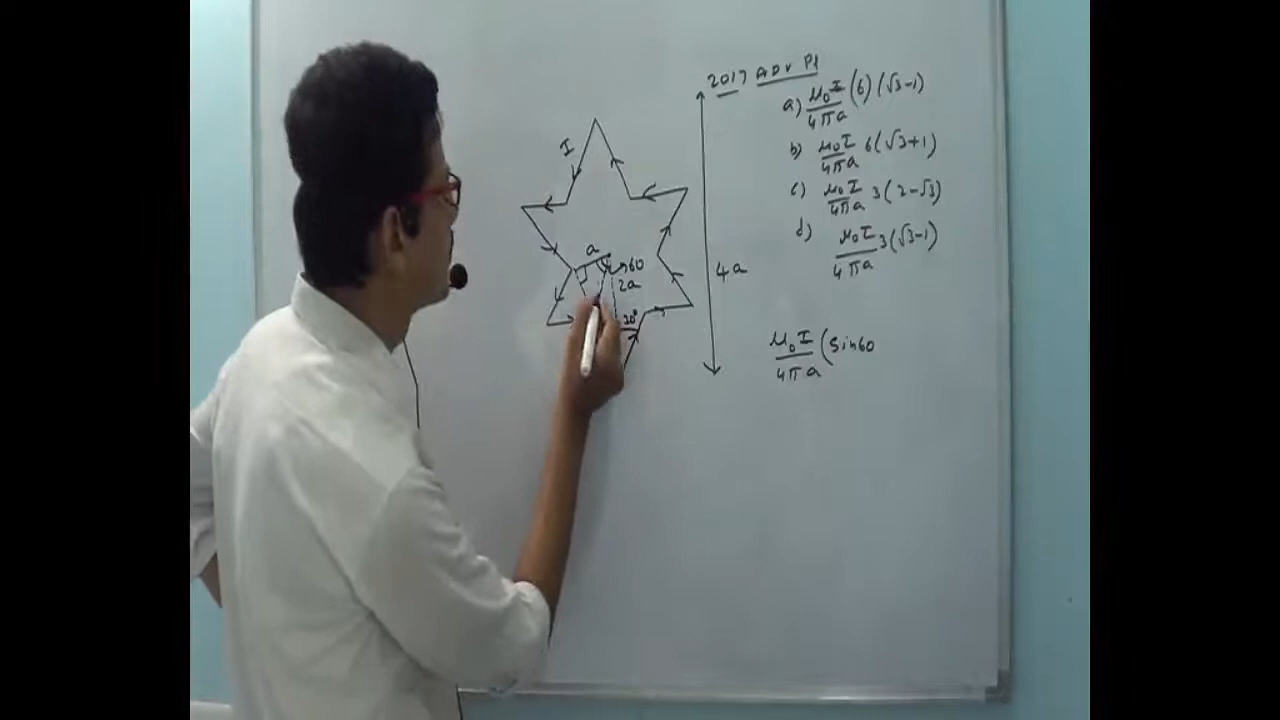 2017 ADV P1
a) μ₀I/4πa (6)(√3-1)
b) μ₀I/4πa 6(√3+1)
c) μ₀I/4πa 3(2-√3)
d) μ₀I/4πa 3(√3-1)
I
a
60
2a
30°
4a
μ₀I/4πa (Sin60